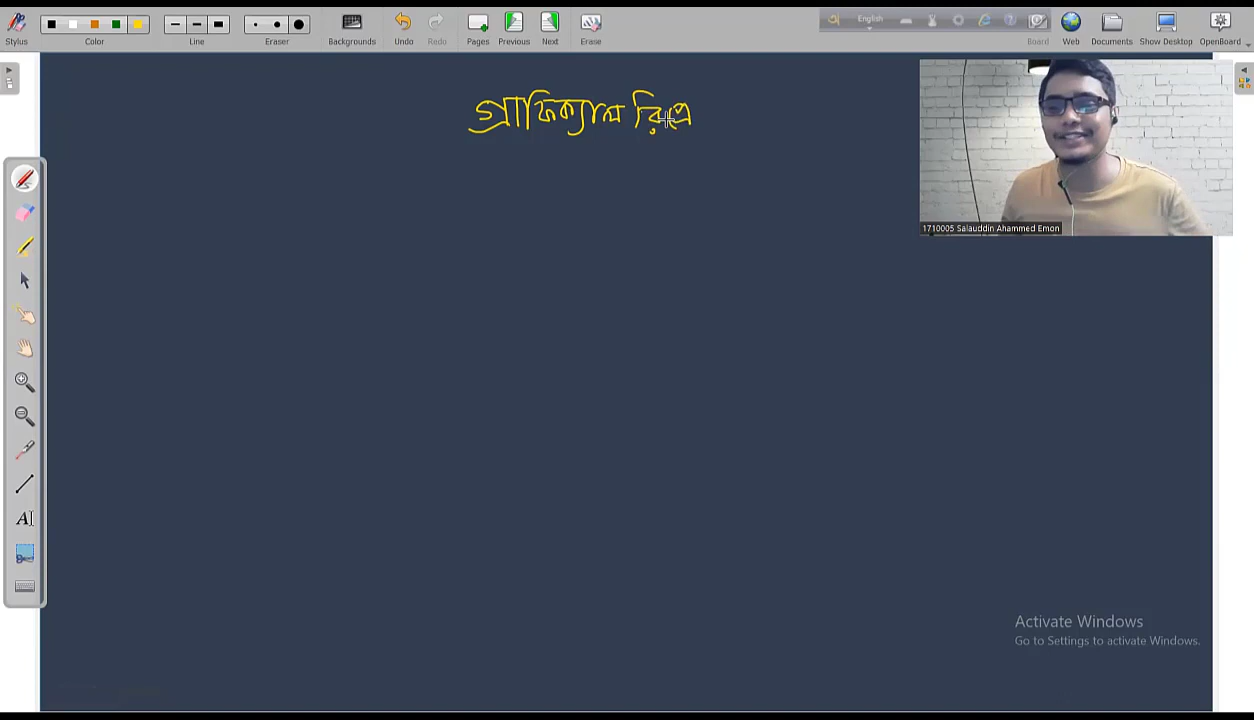 Stylus Color Line Eraser Backgrounds Undo Redo Pages Previous Next Erase English Board Web Documents Show Desktop OpenBoard
গ্রাফিক্যাল রিপ্রে
1710005 Salauddin Ahammed Emon
Activate Windows
Go to Settings to activate Windows.